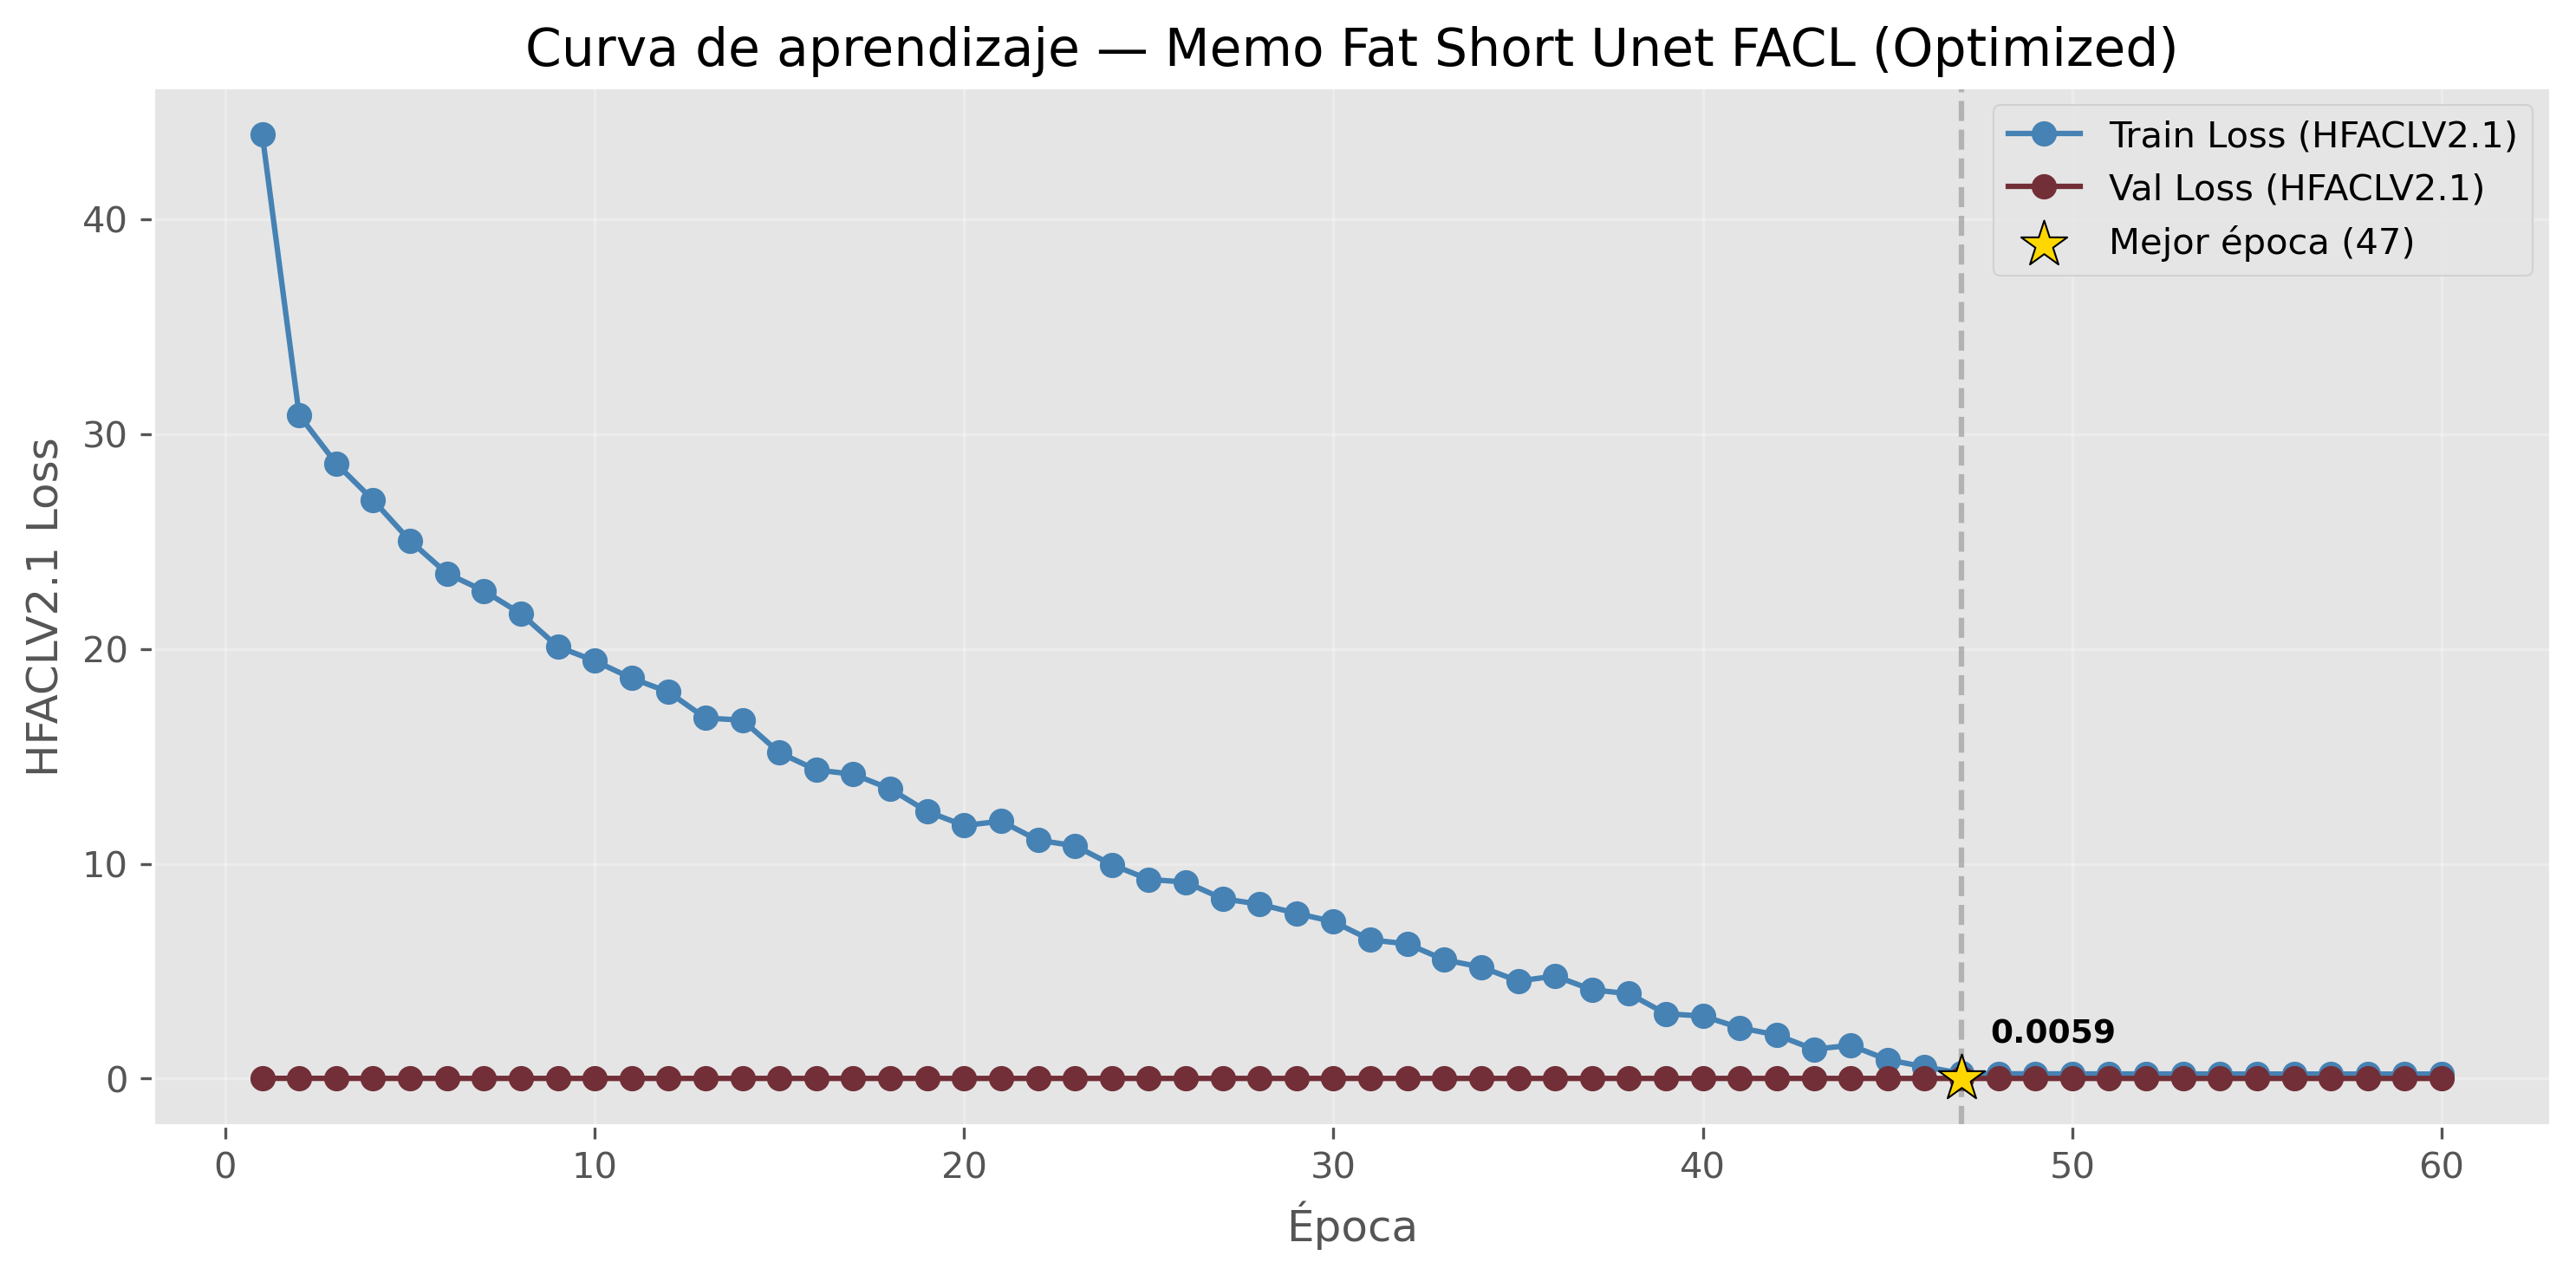 Curva de aprendizaje — Memo Fat Short Unet FACL (Optimized)
Train Loss (HFACLV2.1)
Val Loss (HFACLV2.1)
Mejor época (47)
HFACLV2.1 Loss
40
30
20
10
0
0.0059
0 10 20 30 40 50 60
Época